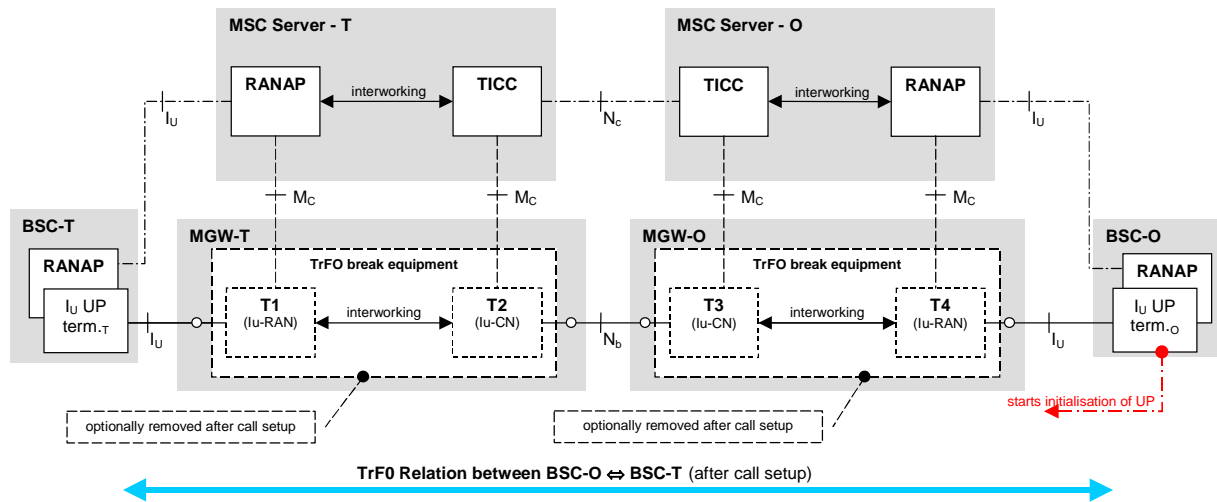 MSC Server - T
MSC Server - O
RANAP
interworking
TICC
TICC
interworking
RANAP
IU
Nc
IU
MC
MC
MC
MC
BSC-T
MGW-T
MGW-O
BSC-O
RANAP
TrFO break equipment
TrFO break equipment
RANAP
IU UP
term.T
T1
(Iu-RAN)
interworking
T2
(Iu-CN)
T3
(Iu-CN)
interworking
T4
(Iu-RAN)
IU UP
term.O
IU
Nb
IU
starts initialisation of UP
optionally removed after call setup
optionally removed after call setup
TrF0 Relation between BSC-O ⇔ BSC-T (after call setup)